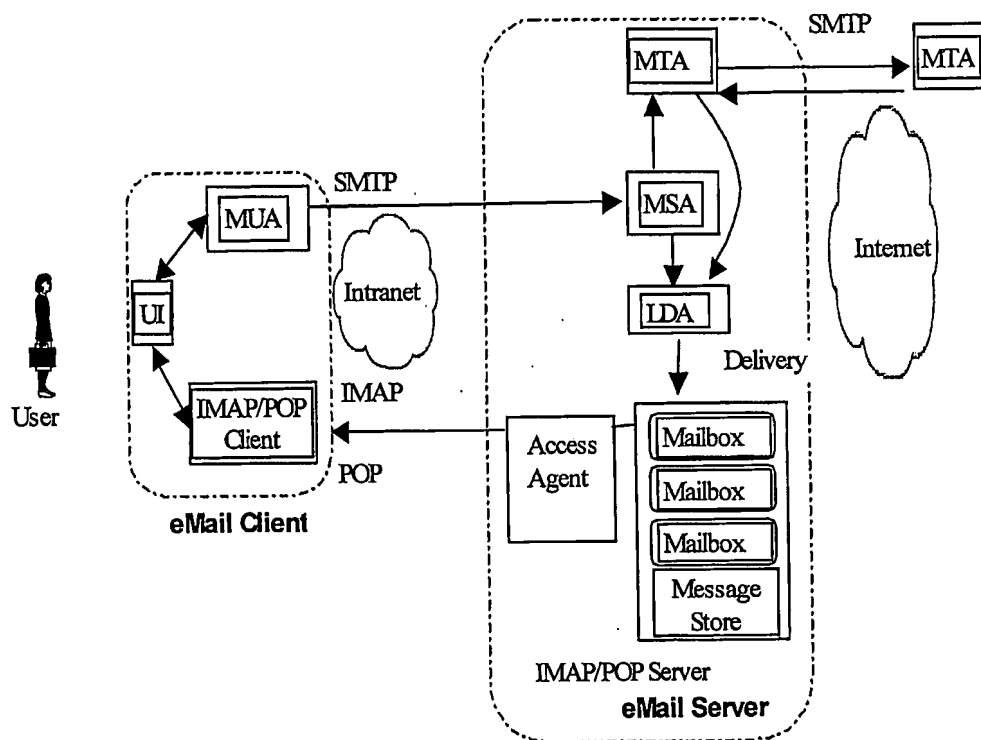 SMTP
MTA
MTA
SMTP
MUA
MSA
Internet
Intranet
UI
LDA
Delivery
User
IMAP/POP
Client
IMAP
POP
Access
Agent
Mailbox
Mailbox
Mailbox
Message
Store
eMail Client
IMAP/POP Server
eMail Server